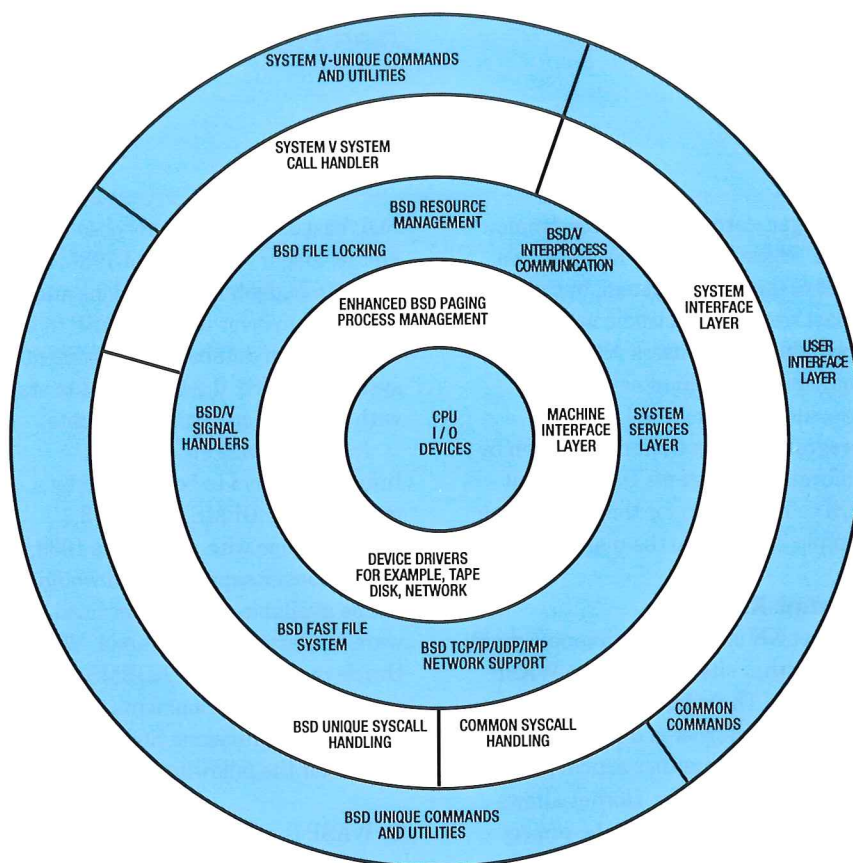 SYSTEM V-UNIQUE COMMANDS
AND UTILITIES
SYSTEM V SYSTEM
CALL HANDLER
BSD RESOURCE
MANAGEMENT
BSD FILE LOCKING
BSD/V
INTERPROCESS
COMMUNICATION
ENHANCED BSD PAGING
PROCESS MANAGEMENT
SYSTEM
INTERFACE
LAYER
USER
INTERFACE
LAYER
BSD/V
SIGNAL
HANDLERS
CPU
I / O
DEVICES
MACHINE
INTERFACE
LAYER
SYSTEM
SERVICES
LAYER
DEVICE DRIVERS
FOR EXAMPLE, TAPE
DISK, NETWORK
BSD FAST FILE
SYSTEM
BSD TCP/IP/UDP/IMP
NETWORK SUPPORT
BSD UNIQUE SYSCALL
HANDLING
COMMON SYSCALL
HANDLING
COMMON
COMMANDS
BSD UNIQUE COMMANDS
AND UTILITIES